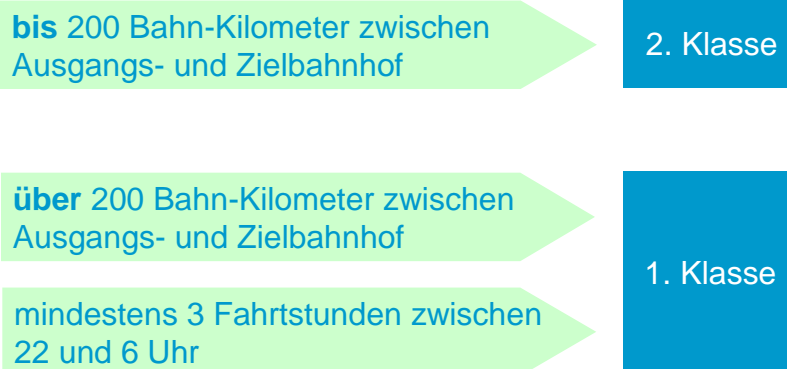 bis 200 Bahn-Kilometer zwischen
Ausgangs- und Zielbahnhof
2. Klasse
über 200 Bahn-Kilometer zwischen
Ausgangs- und Zielbahnhof
mindestens 3 Fahrtstunden zwischen
22 und 6 Uhr
1. Klasse